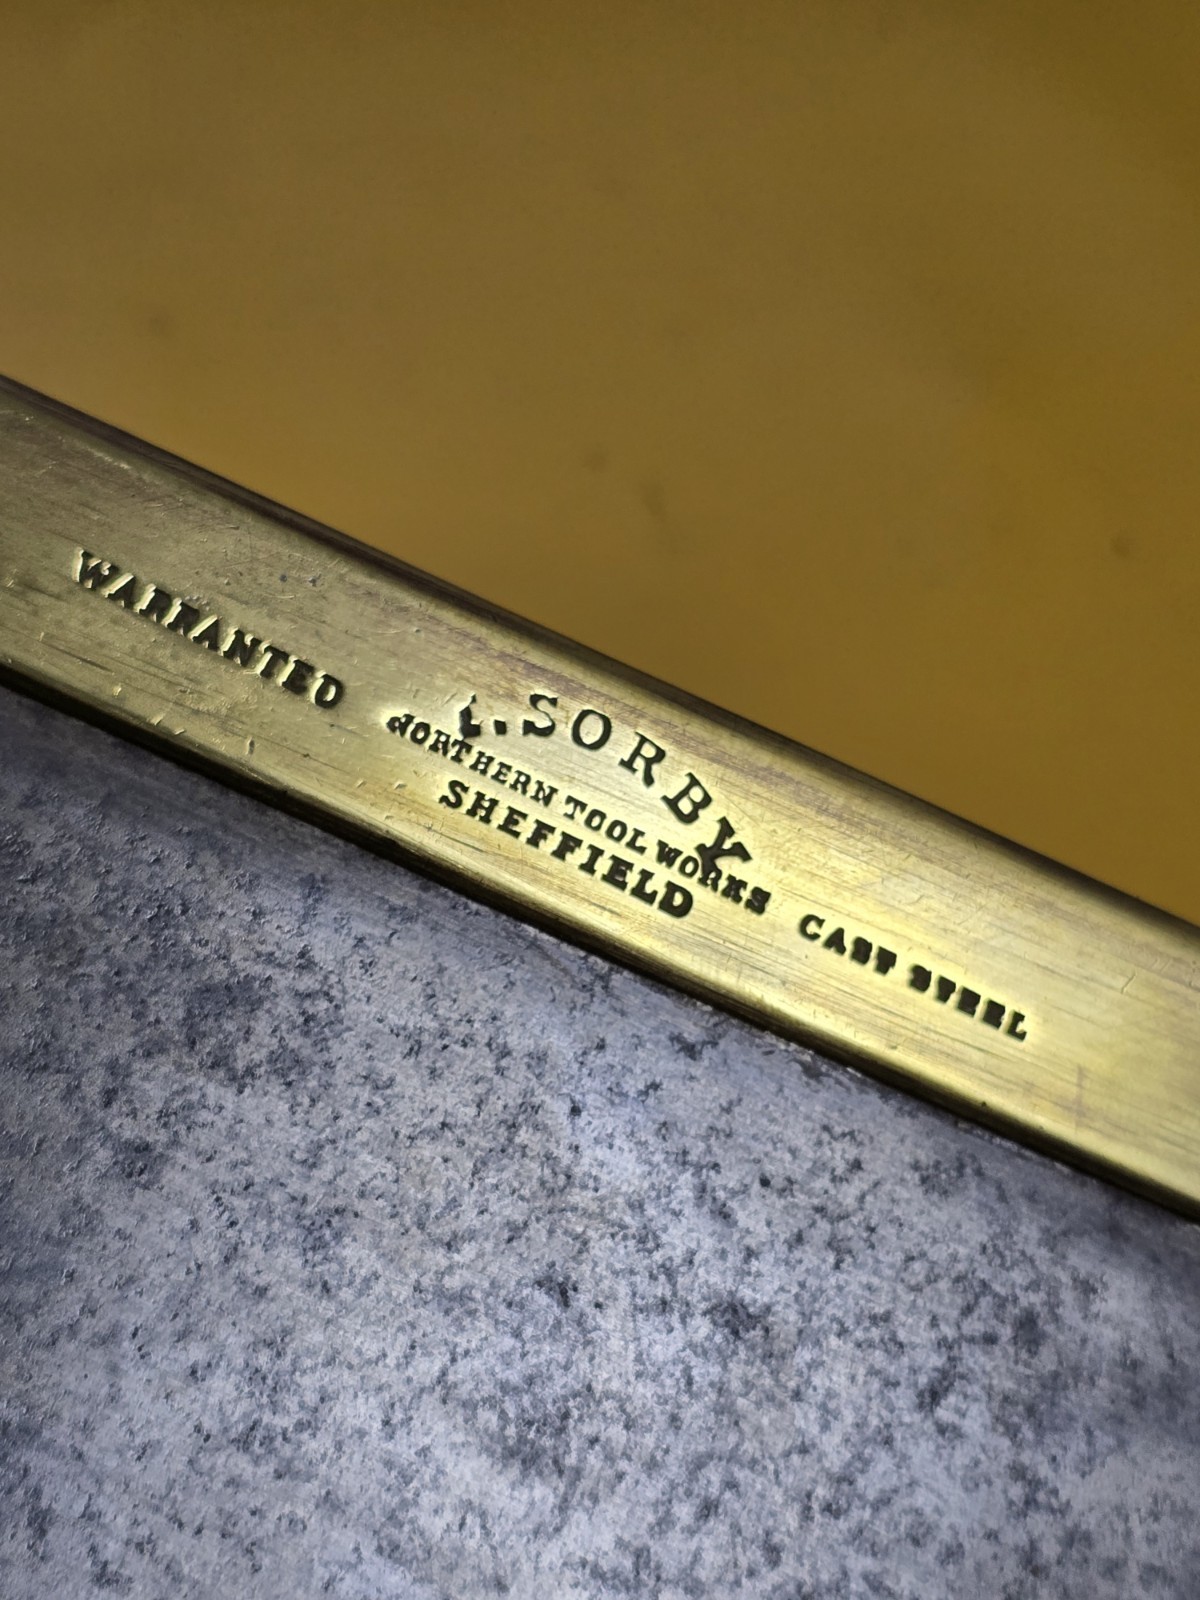 WARRANTED
SORBY
NORTHERN TOOL WORKS
SHEFFIELD
CAST STEEL